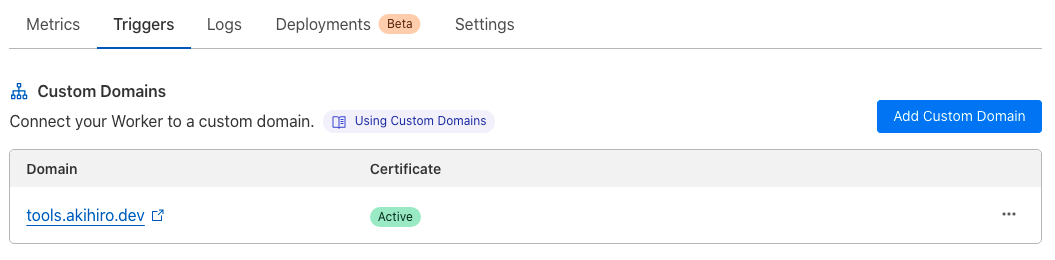 Metrics Triggers Logs Deployments Beta Settings
Custom Domains
Connect your Worker to a custom domain. Using Custom Domains
Add Custom Domain
Domain Certificate
tools.akihiro.dev Active